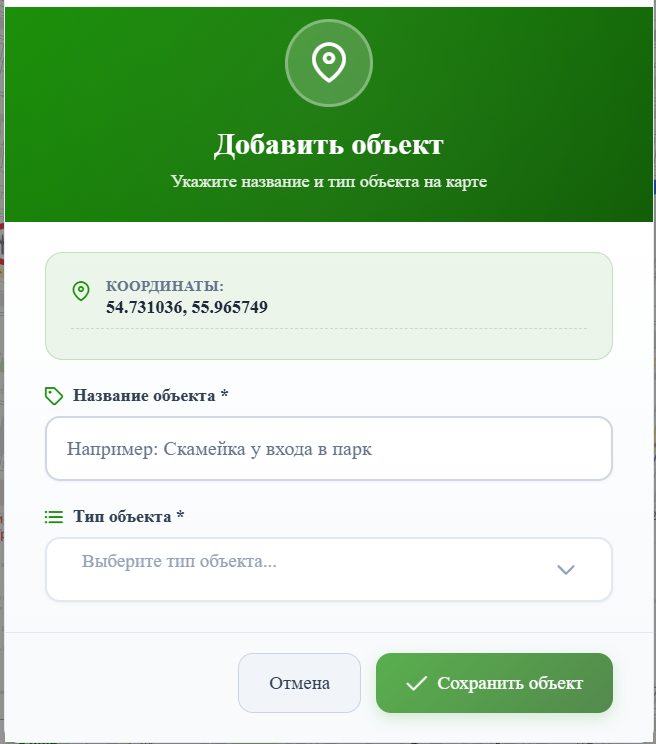 Добавить объект
Укажите название и тип объекта на карте
КООРДИНАТЫ:
54.731036, 55.965749
Название объекта *
Например: Скамейка у входа в парк
Тип объекта *
Выберите тип объекта...
Отмена
Сохранить объект